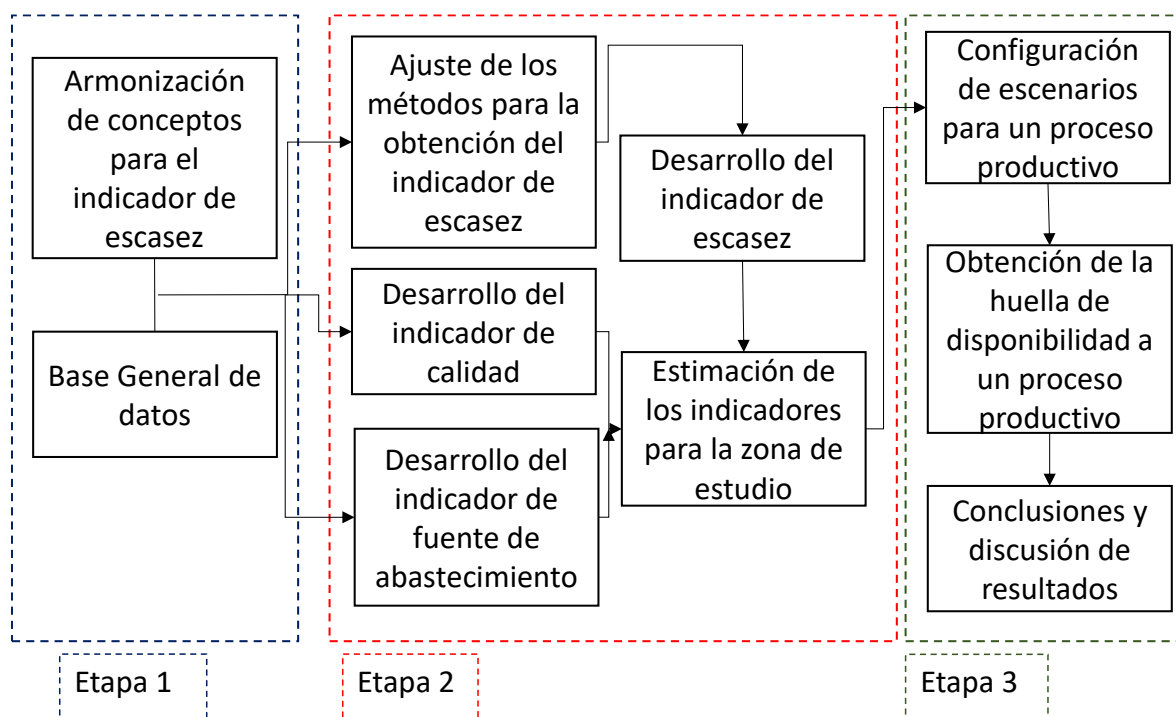 Armonización
de conceptos
para el
indicador de
escasez
Base General de
datos
Ajuste de los
métodos para la
obtención del
indicador de
escasez
Desarrollo del
indicador de
calidad
Desarrollo del
indicador de
fuente de
abastecimiento
Desarrollo del
indicador de
escasez
Estimación de
los indicadores
para la zona de
estudio
Configuración
de escenarios
para un proceso
productivo
Obtención de la
huella de
disponibilidad a
un proceso
productivo
Conclusiones y
discusión de
resultados
Etapa 1
Etapa 2
Etapa 3